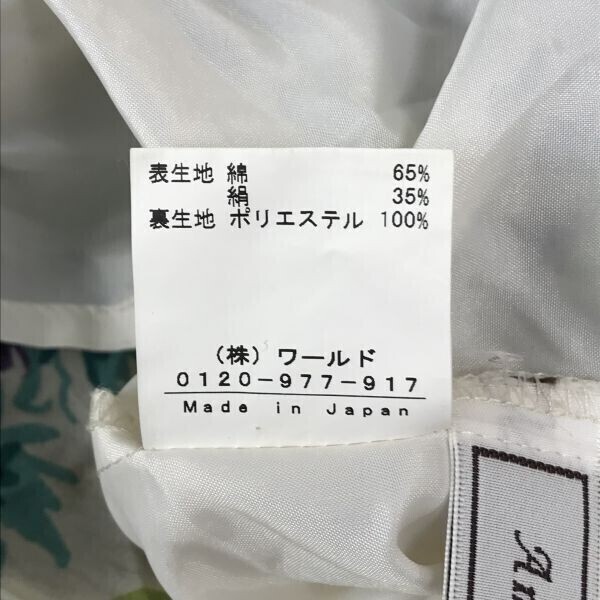 表生地 綿 65%
絹 35%
裏生地 ポリエステル 100%
(株) ワールド
0120-977-917
Made in Japan